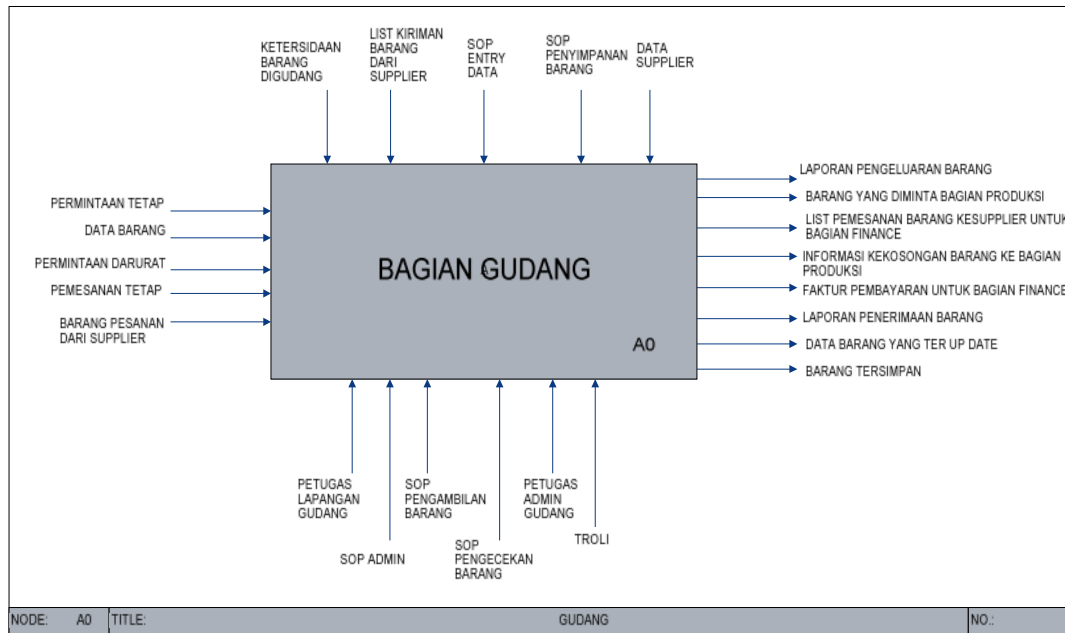 KETERSIDAAN
BARANG
DIGUDANG
LIST KIRIMAN
BARANG
DARI
SUPPLIER
SOP
ENTRY
DATA
SOP
PENYIMPANAN
BARANG
DATA
SUPPLIER
PERMINTAAN TETAP
DATA BARANG
PERMINTAAN DARURAT
PEMESANAN TETAP
BARANG PESANAN
DARI SUPPLIER
BAGIAN GUDANG
A0
LAPORAN PENGELUARAN BARANG
BARANG YANG DIMINTA BAGIAN PRODUKSI
LIST PEMESANAN BARANG KESUPPLIER UNTUK
BAGIAN FINANCE
INFORMASI KEKOSONGAN BARANG KE BAGIAN
PRODUKSI
FAKTUR PEMBAYARAN UNTUK BAGIAN FINANCE
LAPORAN PENERIMAAN BARANG
DATA BARANG YANG TER UP DATE
BARANG TERSIMPAN
PETUGAS
LAPANGAN
GUDANG
SOP ADMIN
SOP
PENGAMBILAN
BARANG
SOP
PENGECEKAN
BARANG
PETUGAS
ADMIN
GUDANG
TROLI
NODE: A0 TITLE: GUDANG NO.: